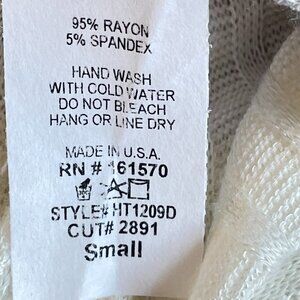 95% RAYON
5% SPANDEX
HAND WASH
WITH COLD WATER
DO NOT BLEACH
HANG OR LINE DRY
MADE IN U.S.A.
RN # 161570
STYLE# HT1209D
CUT# 2891
Small